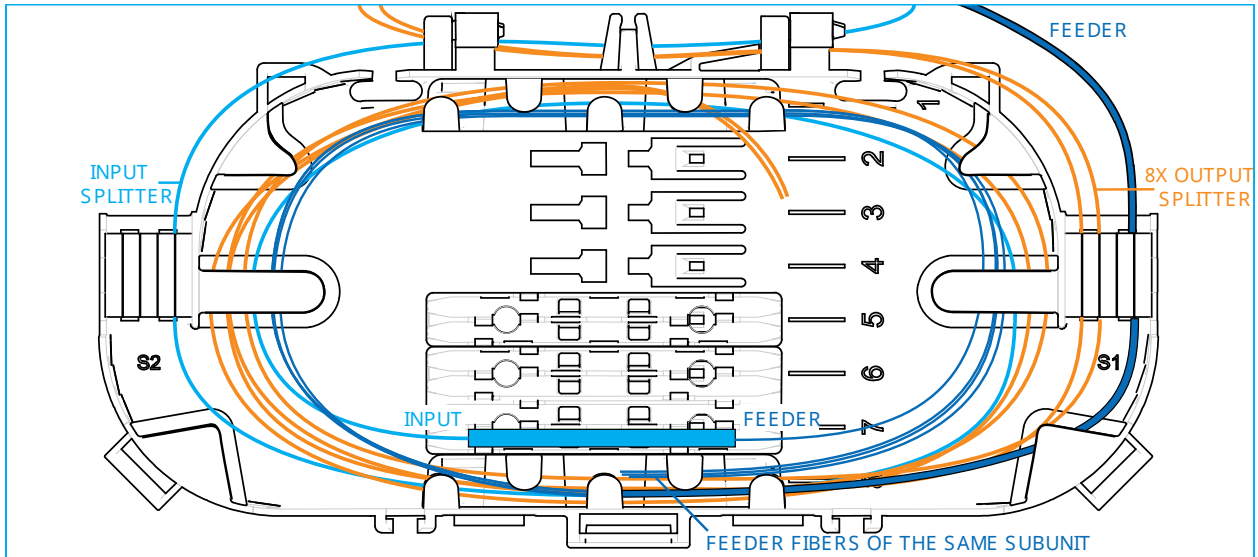 FEEDER
1
INPUT
SPLITTER
2
8X OUTPUT
SPLITTER
3
4
5
S2
6
S1
INPUT
FEEDER
7
FEEDER FIBERS OF THE SAME SUBUNIT